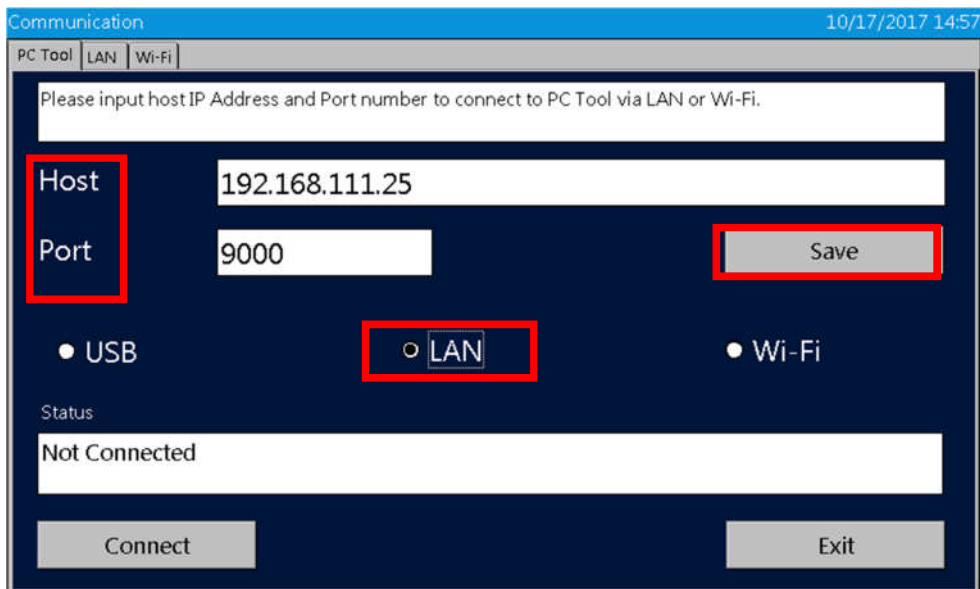 Communication 10/17/2017 14:57
PC Tool LAN Wi-Fi
Please input host IP Address and Port number to connect to PC Tool via LAN or Wi-Fi.
Host 192.168.111.25
Port 9000 Save
USB LAN Wi-Fi
Status
Not Connected
Connect Exit